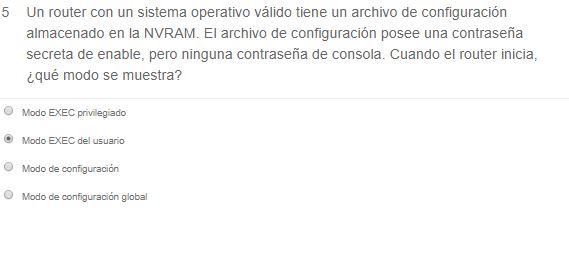 5 Un router con un sistema operativo válido tiene un archivo de configuración
almacenado en la NVRAM. El archivo de configuración posee una contraseña
secreta de enable, pero ninguna contraseña de consola. Cuando el router inicia,
¿qué modo se muestra?
Modo EXEC privilegiado
Modo EXEC del usuario
Modo de configuración
Modo de configuración global